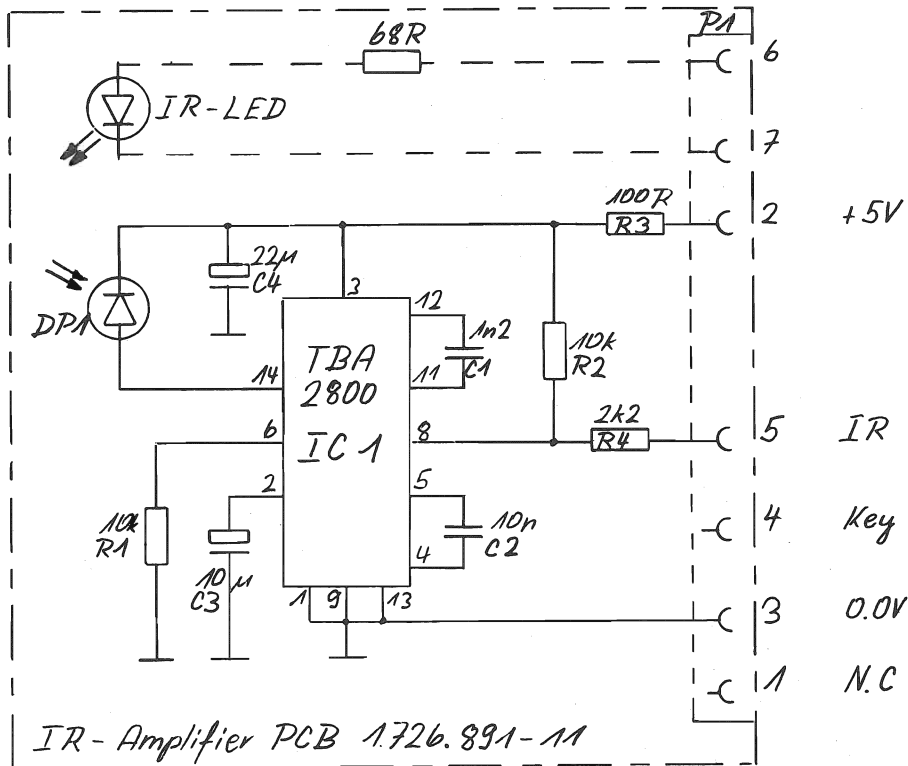 P1
68R
6
IR-LED
7
100R
R3
2
+5V
22µ
C4
3
12
DP1
1n2
C1
10k
R2
TBA
2800
14
11
2k2
R4
6
IC1
8
5
IR
2
5
10k
R1
10n
C2
4
Key
4
10µ
C3
1
9
13
3
0.0V
1
N.C
IR-Amplifier PCB 1.726.891-11